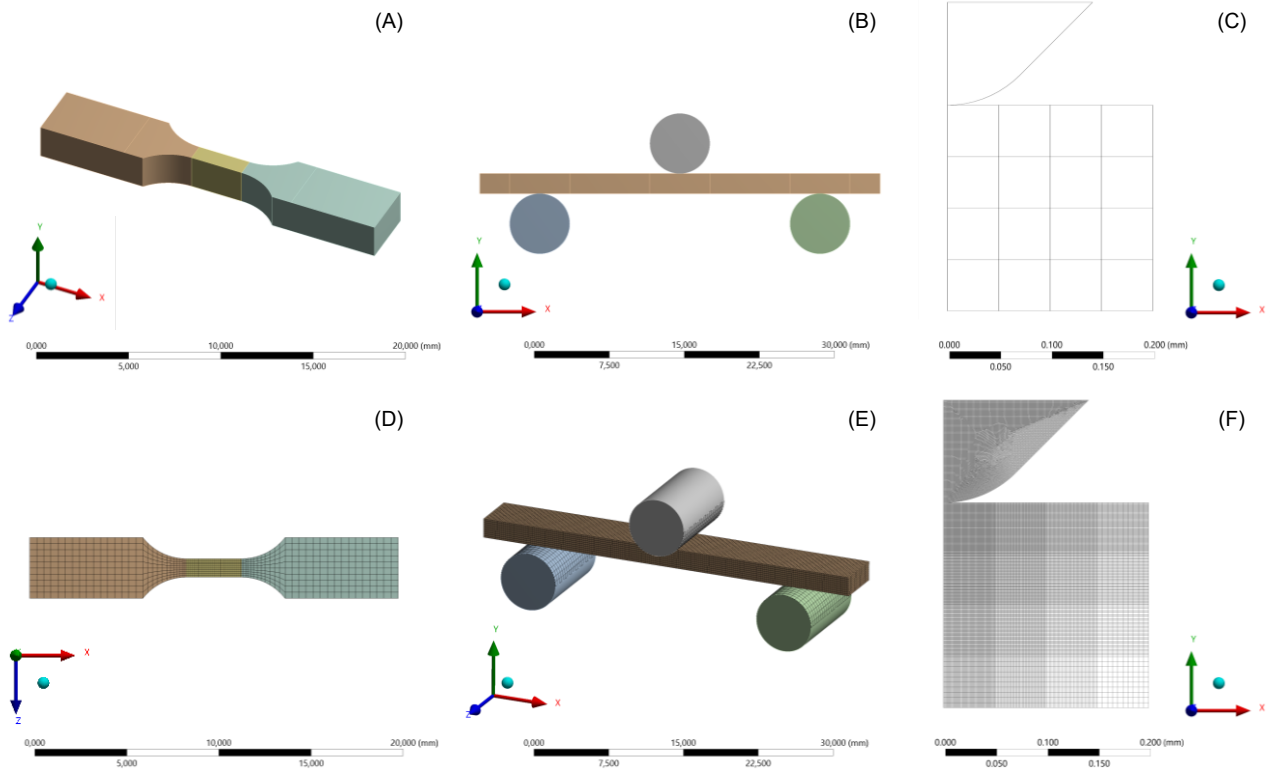 (A)
Y
X
Z
0,000 10,000 20,000 (mm)
5,000 15,000
(B)
Y
X
0,000 15,000 30,000 (mm)
7,500 22,500
(C)
Y
X
0.000 0.100 0.200 (mm)
0.050 0.150
(D)
X
Z
0,000 10,000 20,000 (mm)
5,000 15,000
(E)
Y
X
Z
0,000 15,000 30,000 (mm)
7,500 22,500
(F)
Y
X
0.000 0.100 0.200 (mm)
0.050 0.150